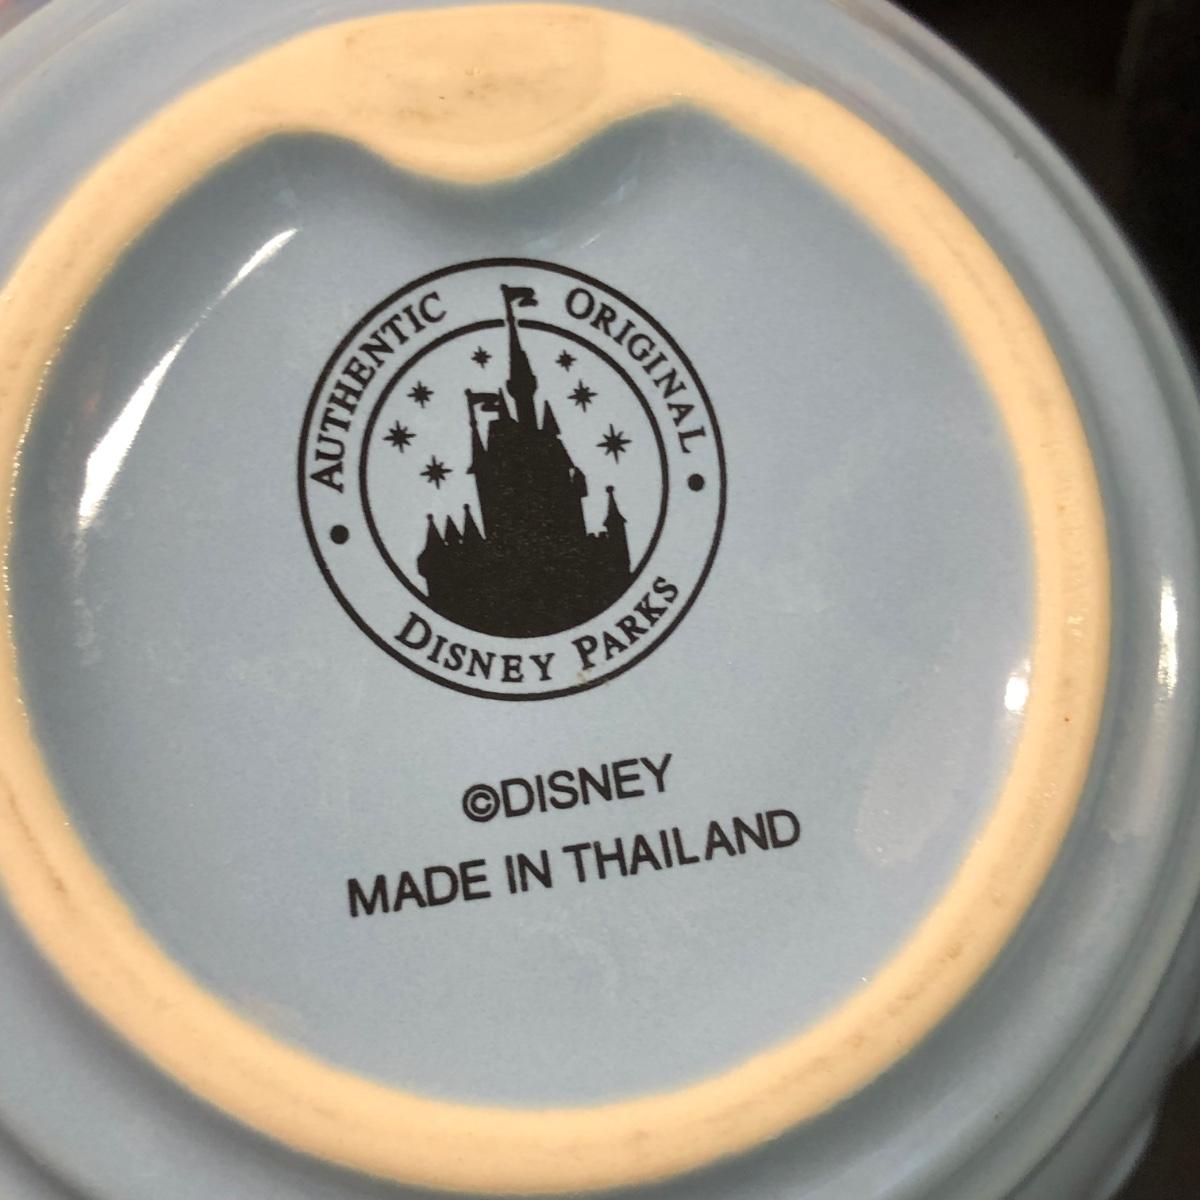 AUTHENTIC ORIGINAL
DISNEY PARKS
©DISNEY
MADE IN THAILAND